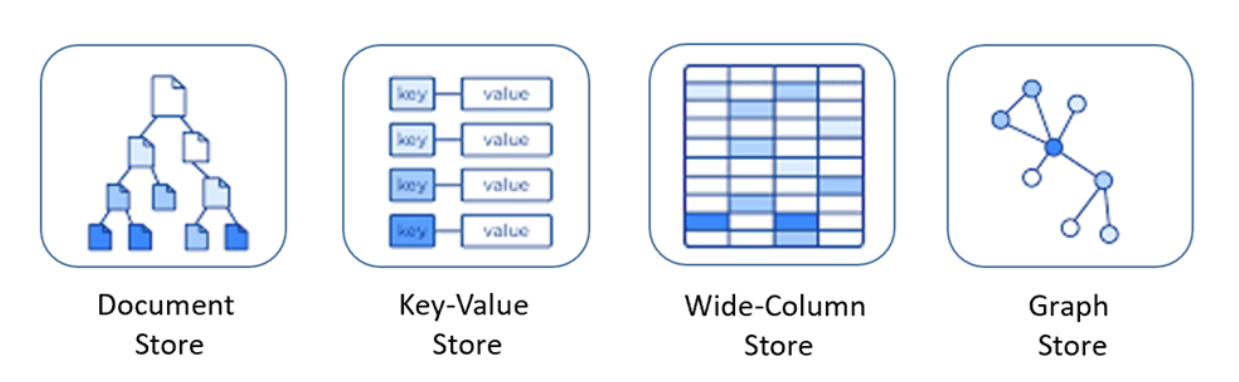 key value
key value
key value
key value
Document
Store
Key-Value
Store
Wide-Column
Store
Graph
Store